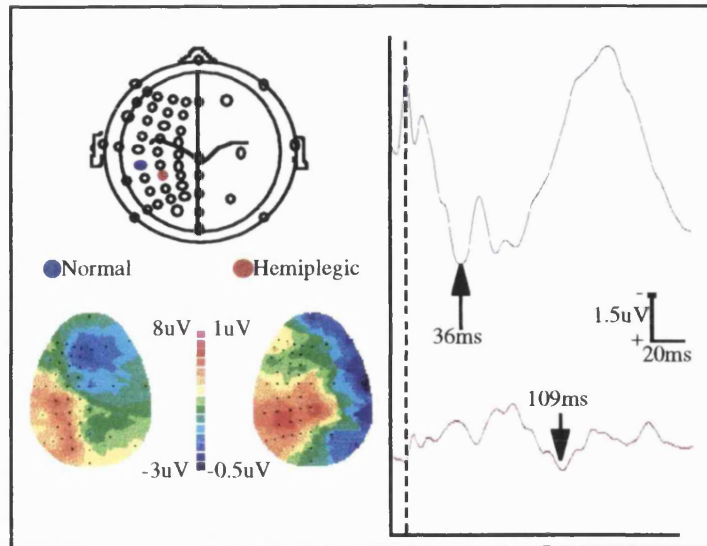 Normal
Hemiplegic
8uV
1uV
-3uV
-0.5uV
36ms
-
1.5uV
+
20ms
109ms